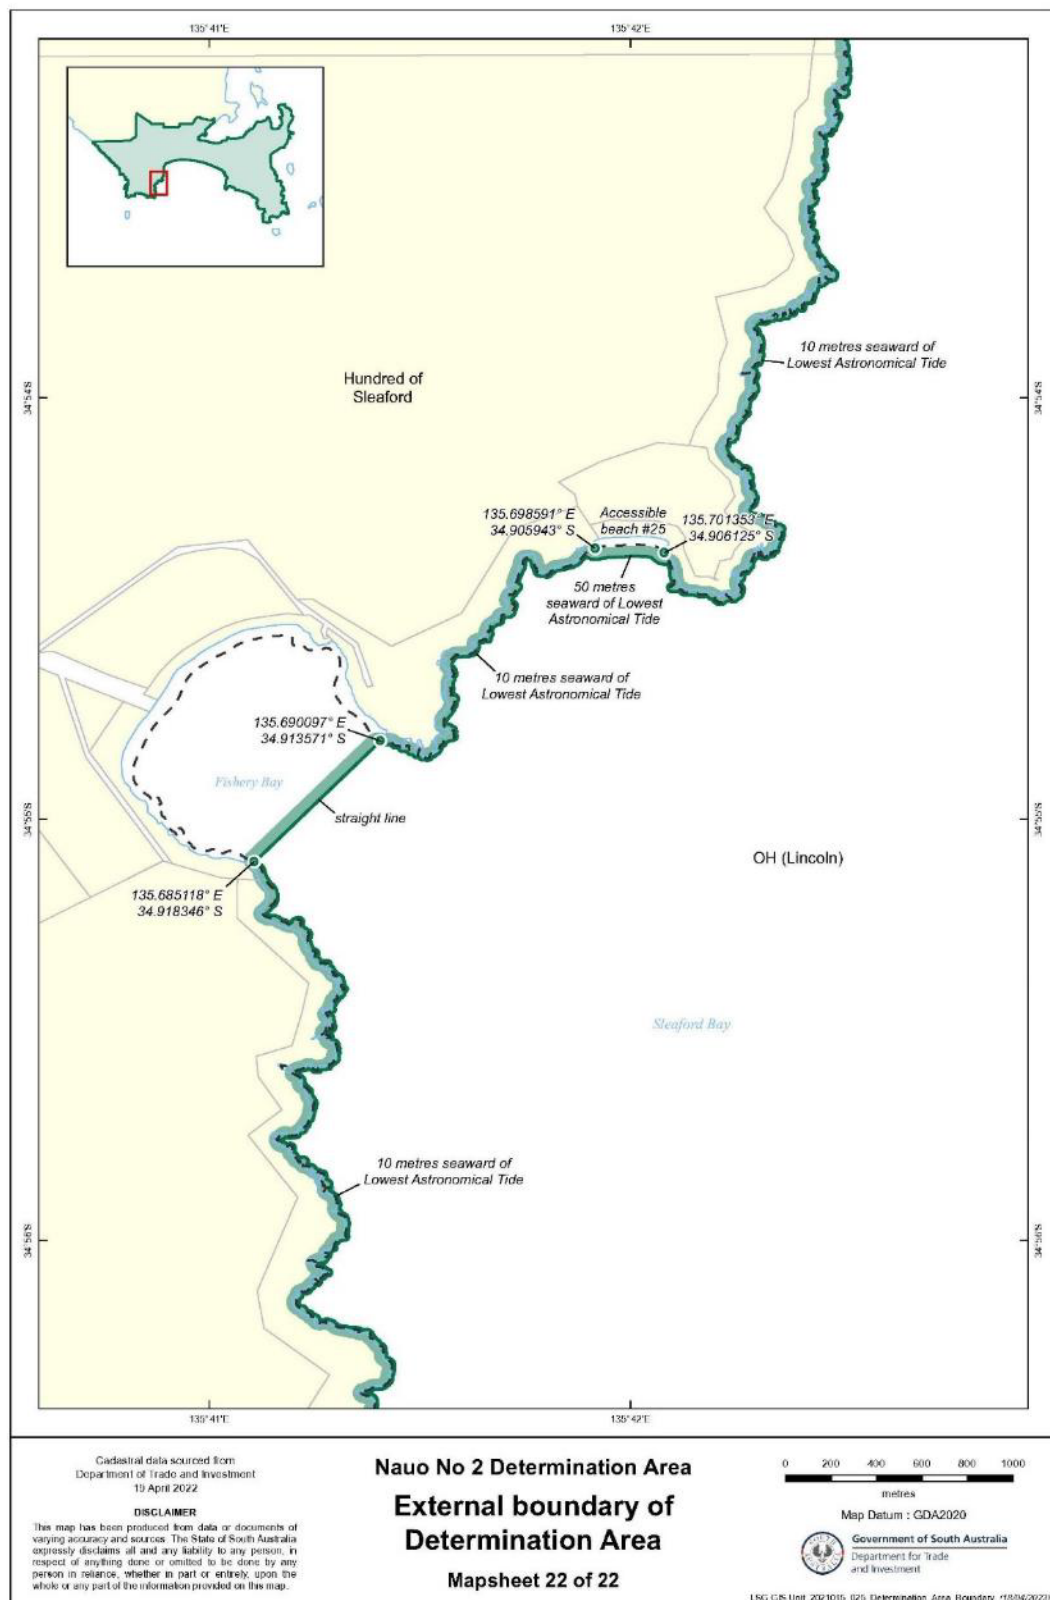 135°41'E
135°42'E
10 metres seaward of
Lowest Astronomical Tide
Hundred of
Sleaford
34°54'S
34°54'S
135.698591° E
34.905943° S
Accessible
beach #25
135.701353° E
34.906125° S
50 metres
seaward of Lowest
Astronomical Tide
10 metres seaward of
Lowest Astronomical Tide
135.690097° E
34.913571° S
Fishery Bay
straight line
34°55'S
34°55'S
OH (Lincoln)
135.685118° E
34.918346° S
Sleaford Bay
10 metres seaward of
Lowest Astronomical Tide
34°56'S
34°56'S
135°41'E
135°42'E
Cadastral data sourced from
Department of Trade and Investment
19 April 2022
DISCLAIMER
This map has been produced from data or documents of
varying accuracy and sources. The State of South Australia
expressly disclaims all and any liability to any person, in
respect of anything done or omitted to be done by any
person in reliance, whether in part or entirely, upon the
whole or any part of the information provided on this map.
Nauo No 2 Determination Area
External boundary of
Determination Area
Mapsheet 22 of 22
0 200 400 600 800 1000
metres
Map Datum : GDA2020
Government of South Australia
Department for Trade
and Investment